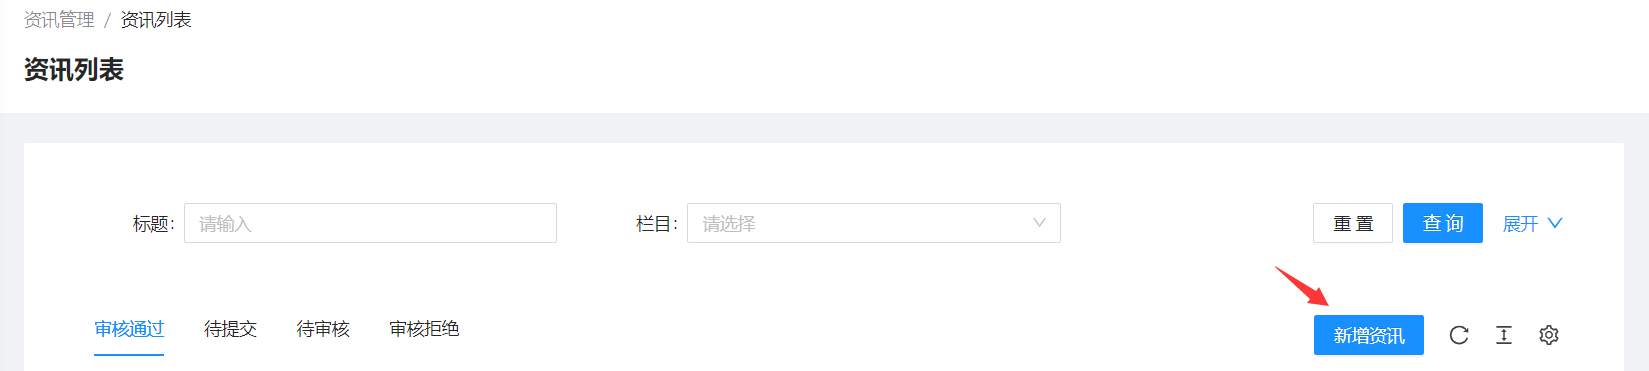 资讯管理 / 资讯列表
资讯列表
标题: 请输入 栏目: 请选择 重 置 查 询 展开
审核通过 待提交 待审核 审核拒绝 新增资讯